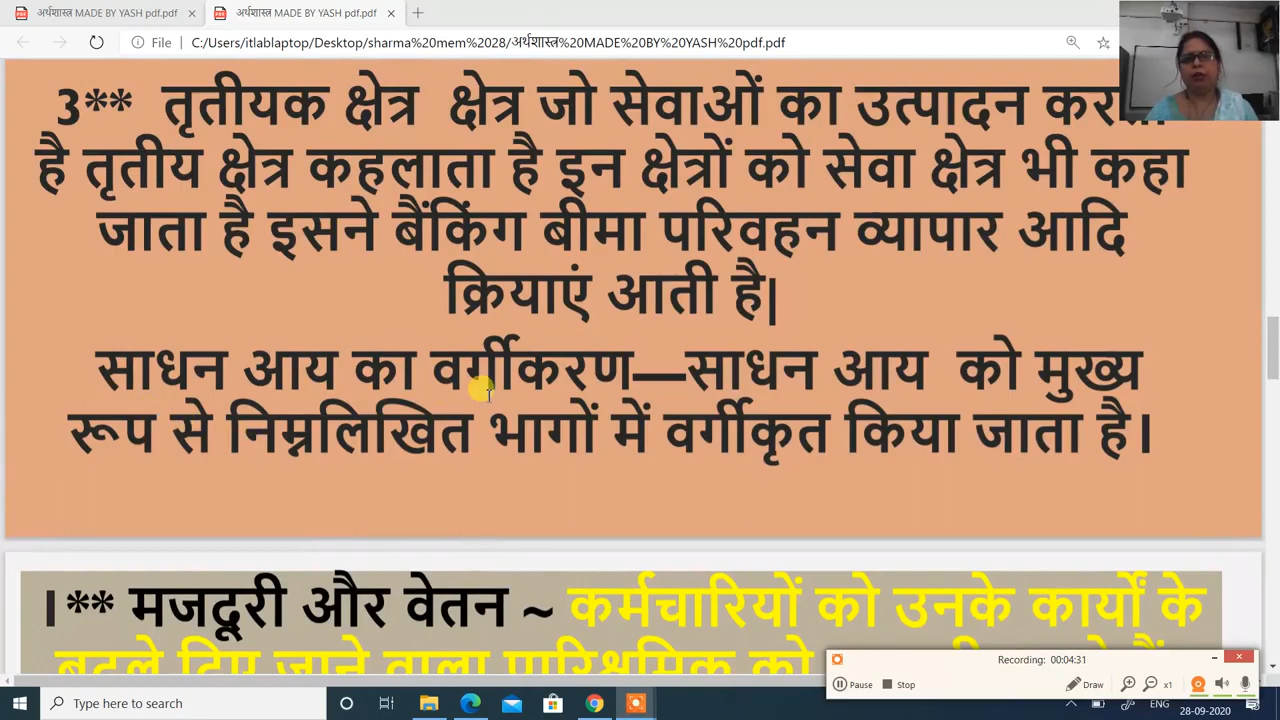 अर्थशास्त्र MADE BY YASH pdf.pdf
अर्थशास्त्र MADE BY YASH pdf.pdf
File C:/Users/itlablaptop/Desktop/sharma%20mem%2028/अर्थशास्त्र%20MADE%20BY%20YASH%20pdf.pdf
3** तृतीयक क्षेत्र क्षेत्र जो सेवाओं का उत्पादन
है तृतीय क्षेत्र कहलाता है इन क्षेत्रों को सेवा क्षेत्र भी कहा
जाता है इसने बैंकिंग बीमा परिवहन व्यापार आदि
क्रियाएं आती है|
साधन आय का वर्गीकरण—साधन आय को मुख्य
रूप से निम्नलिखित भागों में वर्गीकृत किया जाता है।
I** मजदूरी और वेतन ~ कर्मचारियों को उनके कार्यों के
बदले दिए जाने वाला पारिश्रमिक को
Recording: 00:04:31
Pause Stop Draw x1
Type here to search
ENG
28-09-2020